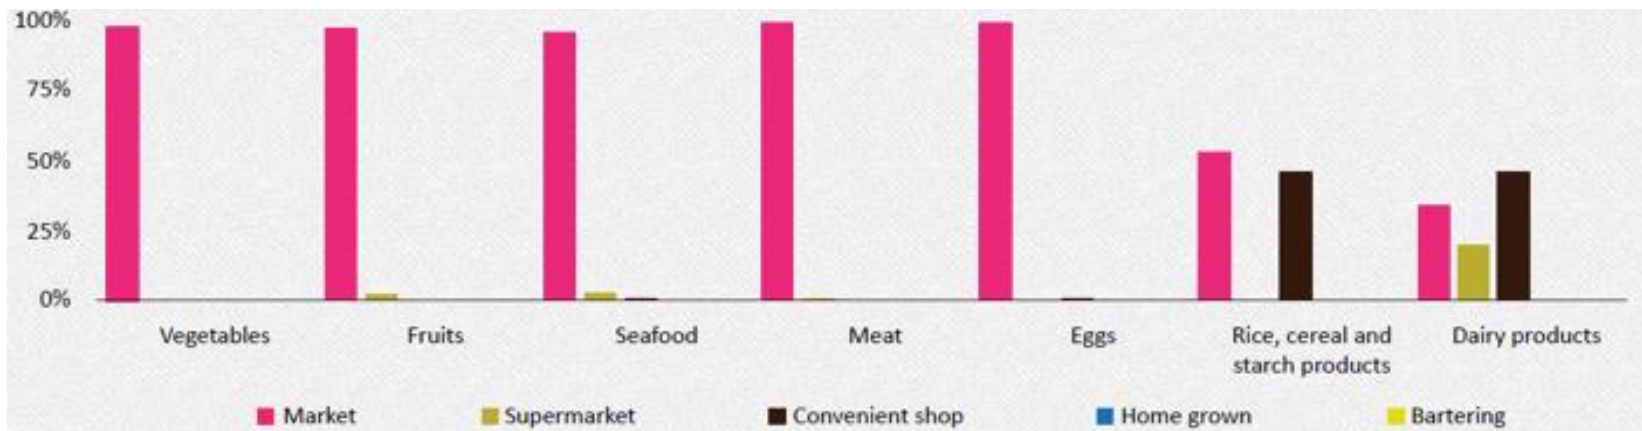 100%
75%
50%
25%
0%
Vegetables
Fruits
Seafood
Meat
Eggs
Rice, cereal and
starch products
Dairy products
Market
Supermarket
Convenient shop
Home grown
Bartering